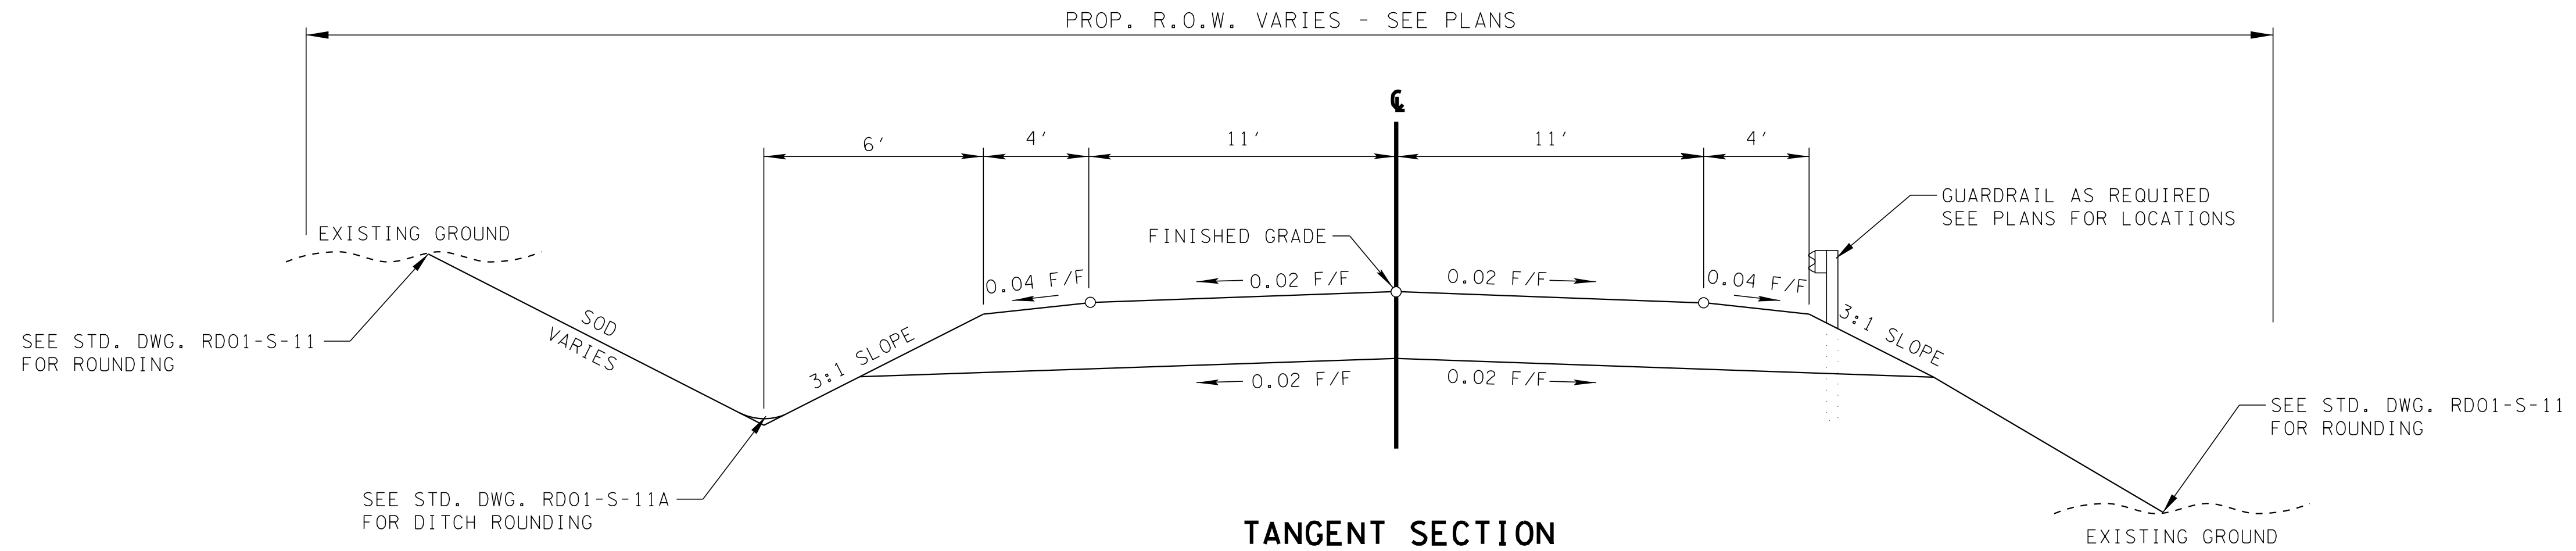 PROP. R.O.W. VARIES - SEE PLANS
℄
6'
4'
11'
11'
4'
GUARDRAIL AS REQUIRED
SEE PLANS FOR LOCATIONS
EXISTING GROUND
FINISHED GRADE
0.04 F/F
0.02 F/F
0.02 F/F
0.04 F/F
SOD
VARIES
3:1 SLOPE
3:1 SLOPE
SEE STD. DWG. RD01-S-11
FOR ROUNDING
0.02 F/F
0.02 F/F
SEE STD. DWG. RD01-S-11
FOR ROUNDING
SEE STD. DWG. RD01-S-11A
FOR DITCH ROUNDING
TANGENT SECTION
EXISTING GROUND